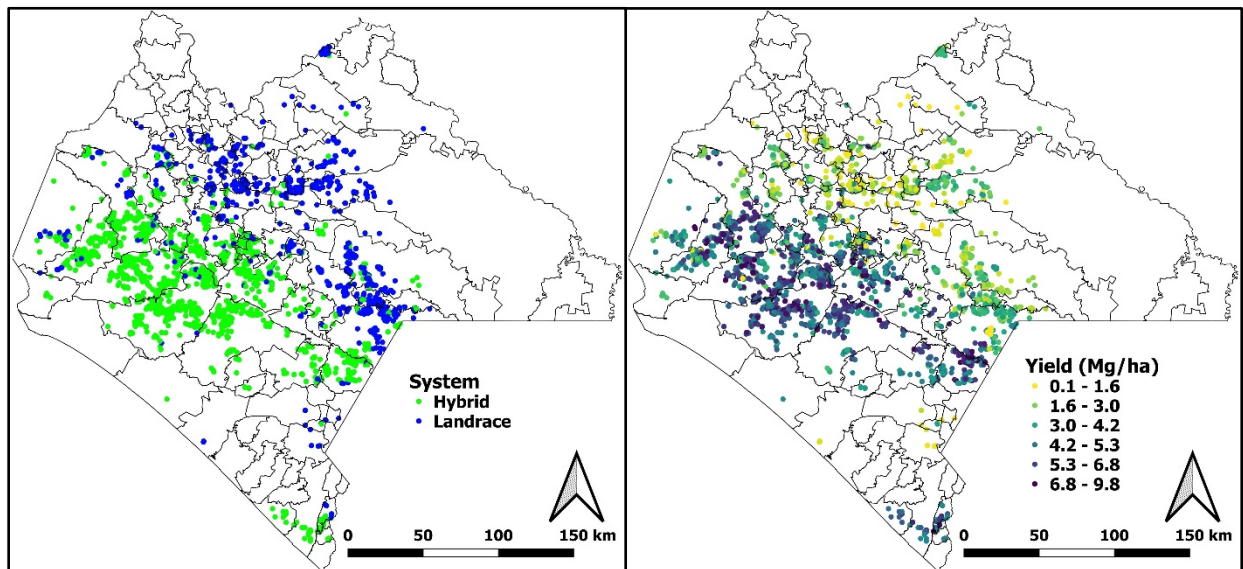 System
Hybrid
Landrace
0 50 100 150 km
Yield (Mg/ha)
0.1 - 1.6
1.6 - 3.0
3.0 - 4.2
4.2 - 5.3
5.3 - 6.8
6.8 - 9.8
0 50 100 150 km